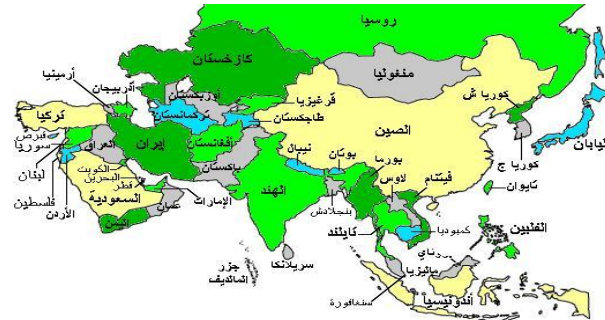 روسيا
كازخستان
منغوليا
أرمينيا
أذربيجان
أوزبكستان
قرغيزيا
كوريا ش
تركيا
تركمانستان
طاجكستان
الصين
اليابان
قبرص
سوريا
العراق
إيران
أفغانستان
كوريا ج
لبنان
الكويت
باكستان
نيبال
بوتان
بورما
لاوس
فيتنام
تايوان
فلسطين
البحرين
قطر
الأردن
السعودية
الإمارات
عمان
الهند
بنجلادش
اليمن
تايلند
كمبوديا
الفلبين
جزر
المالديف
سريلانكا
ماليزيا
سنغافورة
أندونيسيا